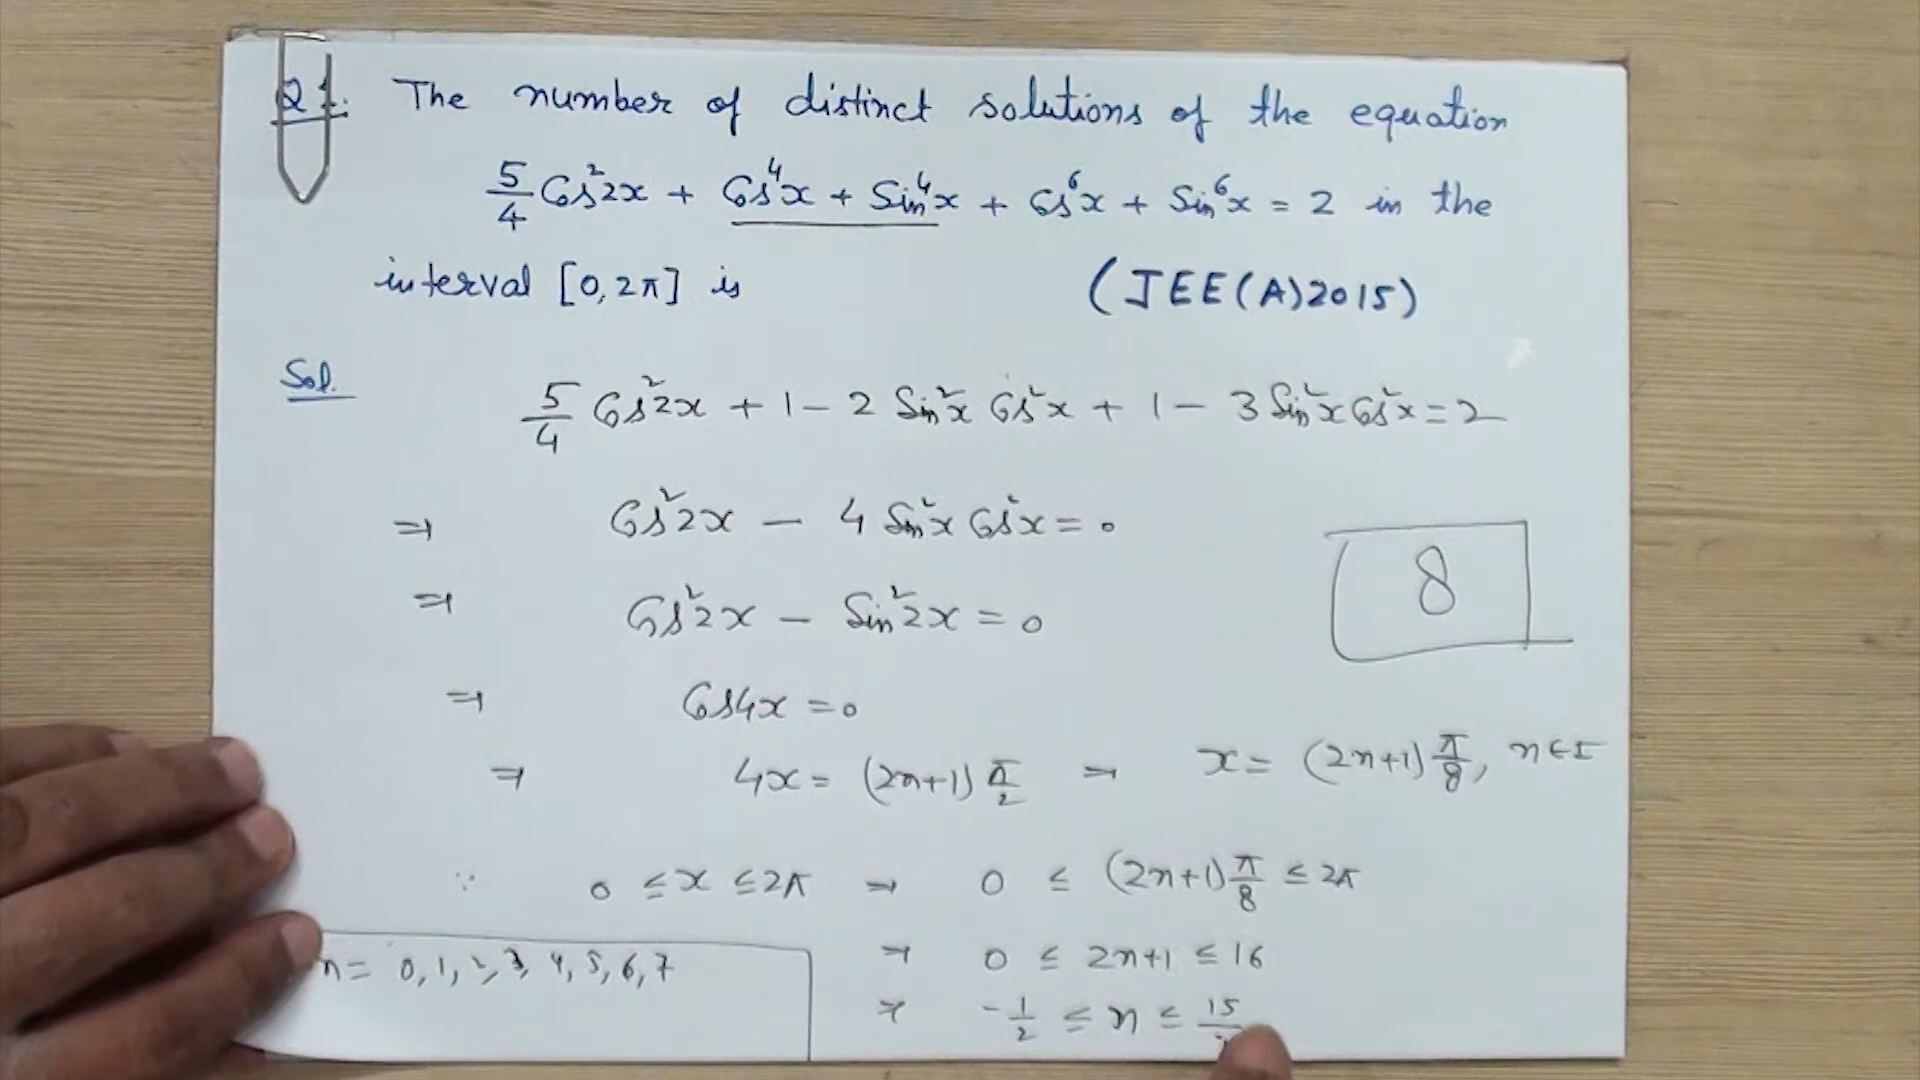 Q1. The number of distinct solutions of the equation
5/4 Cos²2x + Cos⁴x + Sin⁴x + Cos⁶x + Sin⁶x = 2 in the
interval [0, 2π] is (JEE(A)2015)
Sol.
5/4 Cos²2x + 1 - 2 Sin²x Cos²x + 1 - 3 Sin²x Cos²x = 2
⇒ Cos²2x - 4 Sin²x Cos²x = 0
8
⇒ Cos²2x - Sin²2x = 0
⇒ Cos4x = 0
⇒ 4x = (2n+1) π/2 ⇒ x = (2n+1) π/8, n∈I
∵ 0 ≤ x ≤ 2π ⇒ 0 ≤ (2n+1) π/8 ≤ 2π
⇒ 0 ≤ 2n+1 ≤ 16
n = 0, 1, 2, 3, 4, 5, 6, 7
⇒ -1/2 ≤ n ≤ 15